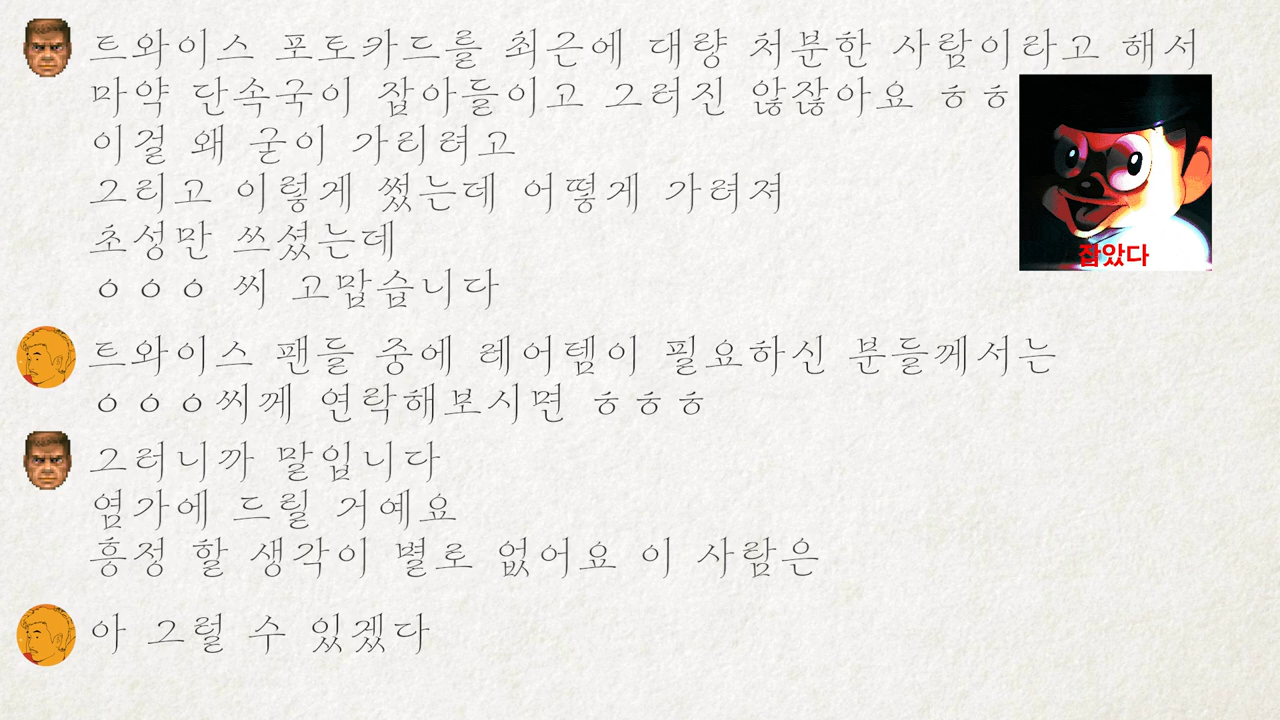 트와이스 포토카드를 최근에 대량 처분한 사람이라고 해서
마약 단속국이 잡아들이고 그러진 않잖아요 ㅎㅎ
이걸 왜 굳이 가리려고
그리고 이렇게 썼는데 어떻게 가려져
초성만 쓰셨는데
ㅇㅇㅇ 씨 고맙습니다
잡았다
트와이스 팬들 중에 레어템이 필요하신 분들께서는
ㅇㅇㅇ씨께 연락해보시면 ㅎㅎㅎ
그러니까 말입니다
염가에 드릴 거예요
흥정 할 생각이 별로 없어요 이 사람은
아 그럴 수 있겠다